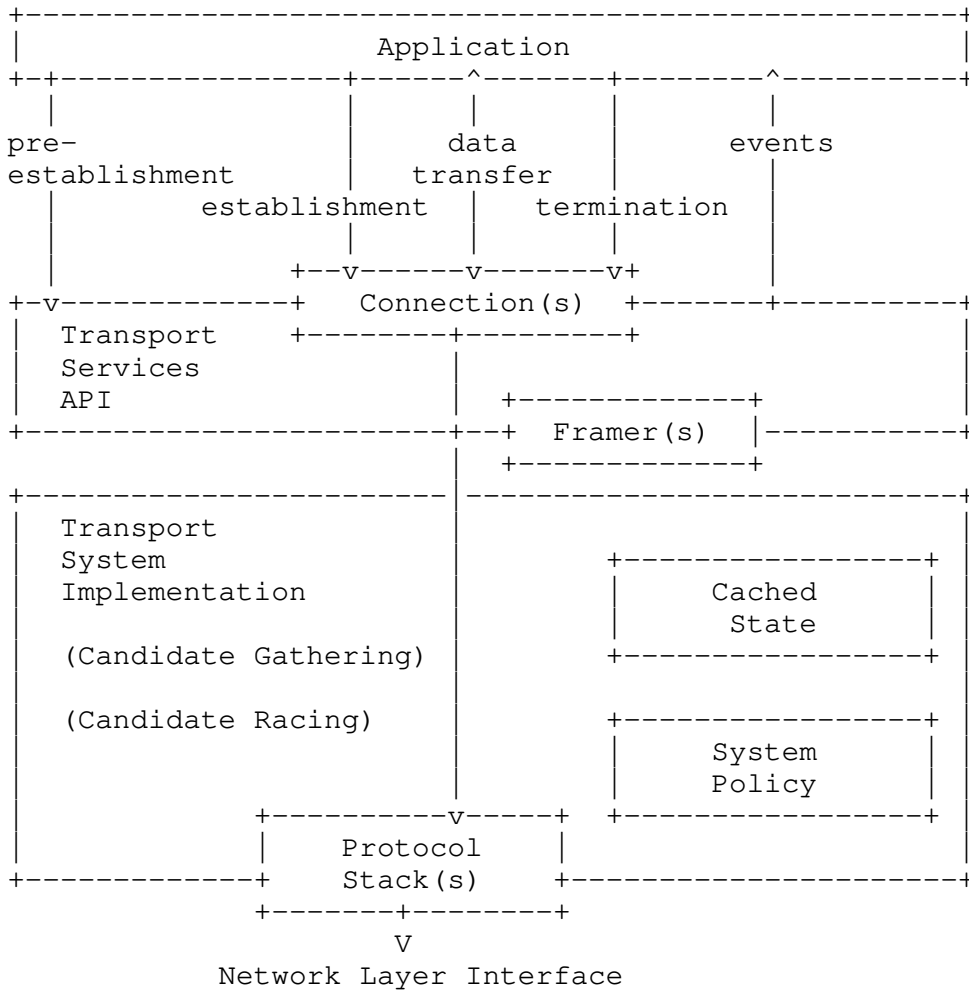 Application
pre-
establishment
data
transfer
events
establishment
termination
Connection(s)
Transport
Services
API
Framer(s)
Transport
System
Implementation
(Candidate Gathering)
(Candidate Racing)
Cached
State
System
Policy
Protocol
Stack(s)
Network Layer Interface